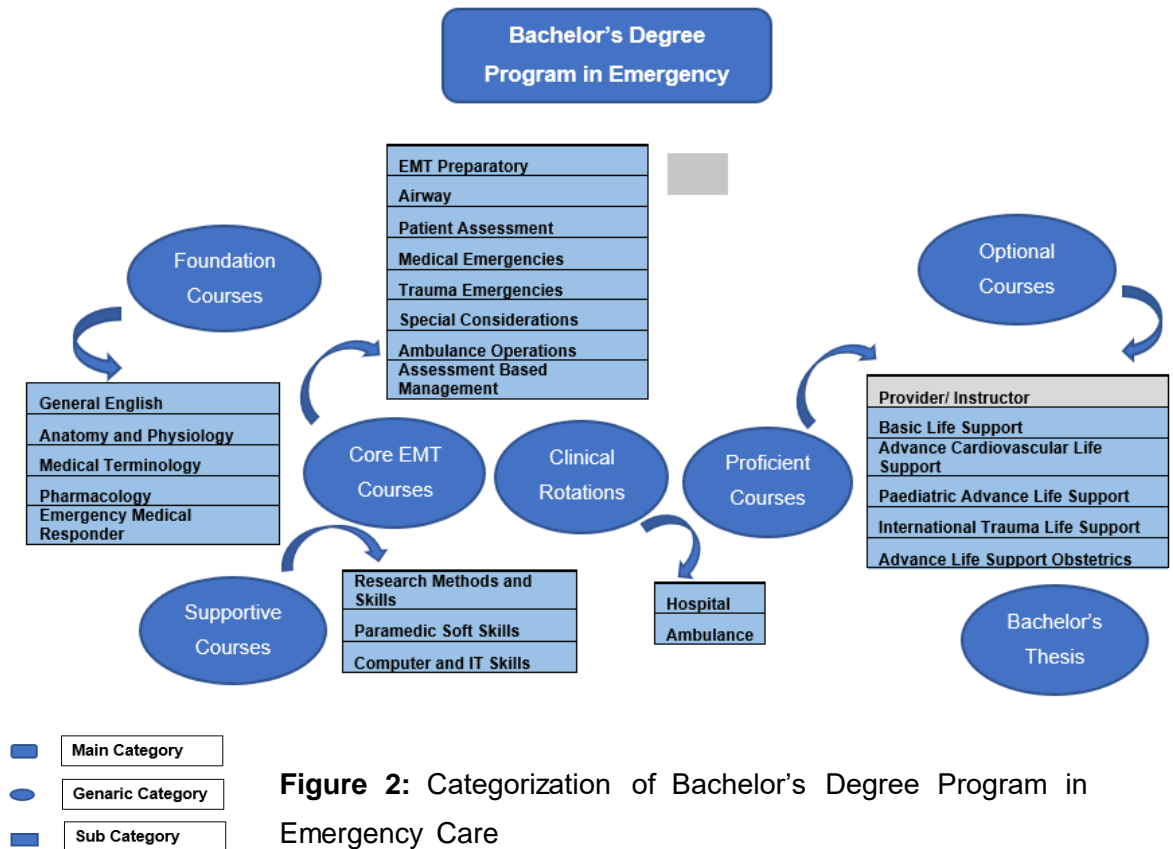 Bachelor's Degree
Program in Emergency
EMT Preparatory
Airway
Patient Assessment
Medical Emergencies
Trauma Emergencies
Special Considerations
Ambulance Operations
Assessment Based
Management
Foundation
Courses
Optional
Courses
General English
Anatomy and Physiology
Medical Terminology
Pharmacology
Emergency Medical
Responder
Core EMT
Courses
Clinical
Rotations
Proficient
Courses
Provider/ Instructor
Basic Life Support
Advance Cardiovascular Life
Support
Paediatric Advance Life Support
International Trauma Life Support
Advance Life Support Obstetrics
Supportive
Courses
Research Methods and
Skills
Paramedic Soft Skills
Computer and IT Skills
Hospital
Ambulance
Bachelor's
Thesis
Main Category
Genaric Category
Sub Category
Figure 2: Categorization of Bachelor's Degree Program in
Emergency Care